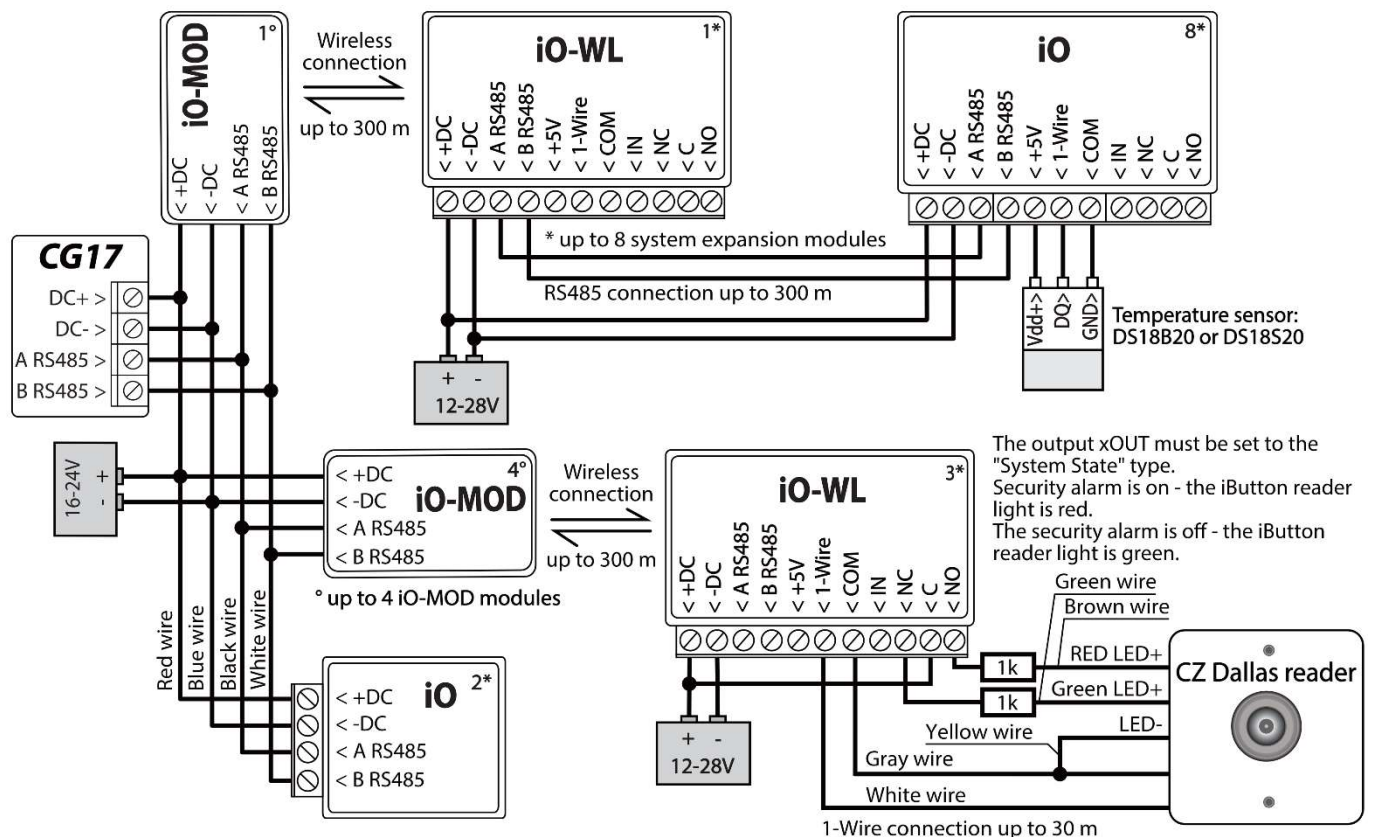 iO-MOD
1°
< +DC
< -DC
< A RS485
< B RS485
Wireless
connection
up to 300 m
iO-WL
1*
< +DC
< -DC
< A RS485
< B RS485
< +5V
< 1-Wire
< COM
< IN
< NC
< C
< NO
iO
8*
< +DC
< -DC
< A RS485
< B RS485
< +5V
< 1-Wire
< COM
< IN
< NC
< C
< NO
* up to 8 system expansion modules
RS485 connection up to 300 m
+ -
12-28V
Vdd+>
DQ>
GND>
Temperature sensor:
DS18B20 or DS18S20
CG17
DC+ >
DC- >
A RS485 >
B RS485 >
16-24V
+
-
< +DC
< -DC
< A RS485
< B RS485
4°
iO-MOD
° up to 4 iO-MOD modules
Wireless
connection
up to 300 m
Red wire
Blue wire
Black wire
White wire
< +DC
< -DC
< A RS485
< B RS485
iO
2*
iO-WL
3*
< +DC
< -DC
< A RS485
< B RS485
< +5V
< 1-Wire
< COM
< IN
< NC
< C
< NO
+ -
12-28V
The output xOUT must be set to the
"System State" type.
Security alarm is on - the iButton reader
light is red.
The security alarm is off - the iButton
reader light is green.
Green wire
Brown wire
1k
RED LED+
1k
Green LED+
LED-
Yellow wire
Gray wire
White wire
1-Wire connection up to 30 m
CZ Dallas reader